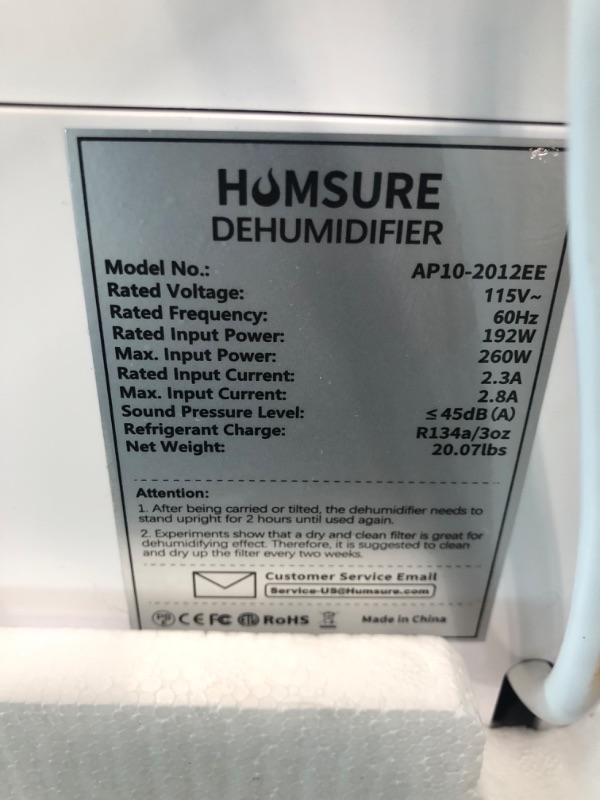 HUMSURE
DEHUMIDIFIER
Model No.: AP10-2012EE
Rated Voltage: 115V~
Rated Frequency: 60Hz
Rated Input Power: 192W
Max. Input Power: 260W
Rated Input Current: 2.3A
Max. Input Current: 2.8A
Sound Pressure Level: ≤45dB(A)
Refrigerant Charge: R134a/3oz
Net Weight: 20.07lbs
Attention:
1. After being carried or tilted, the dehumidifier needs to
stand upright for 2 hours until used again.
2. Experiments show that a dry and clean filter is great for
dehumidifying effect. Therefore, it is suggested to clean
and dry up the filter every two weeks.
Customer Service Email
Service-US@Humsure.com
CE FC RoHS Made in China